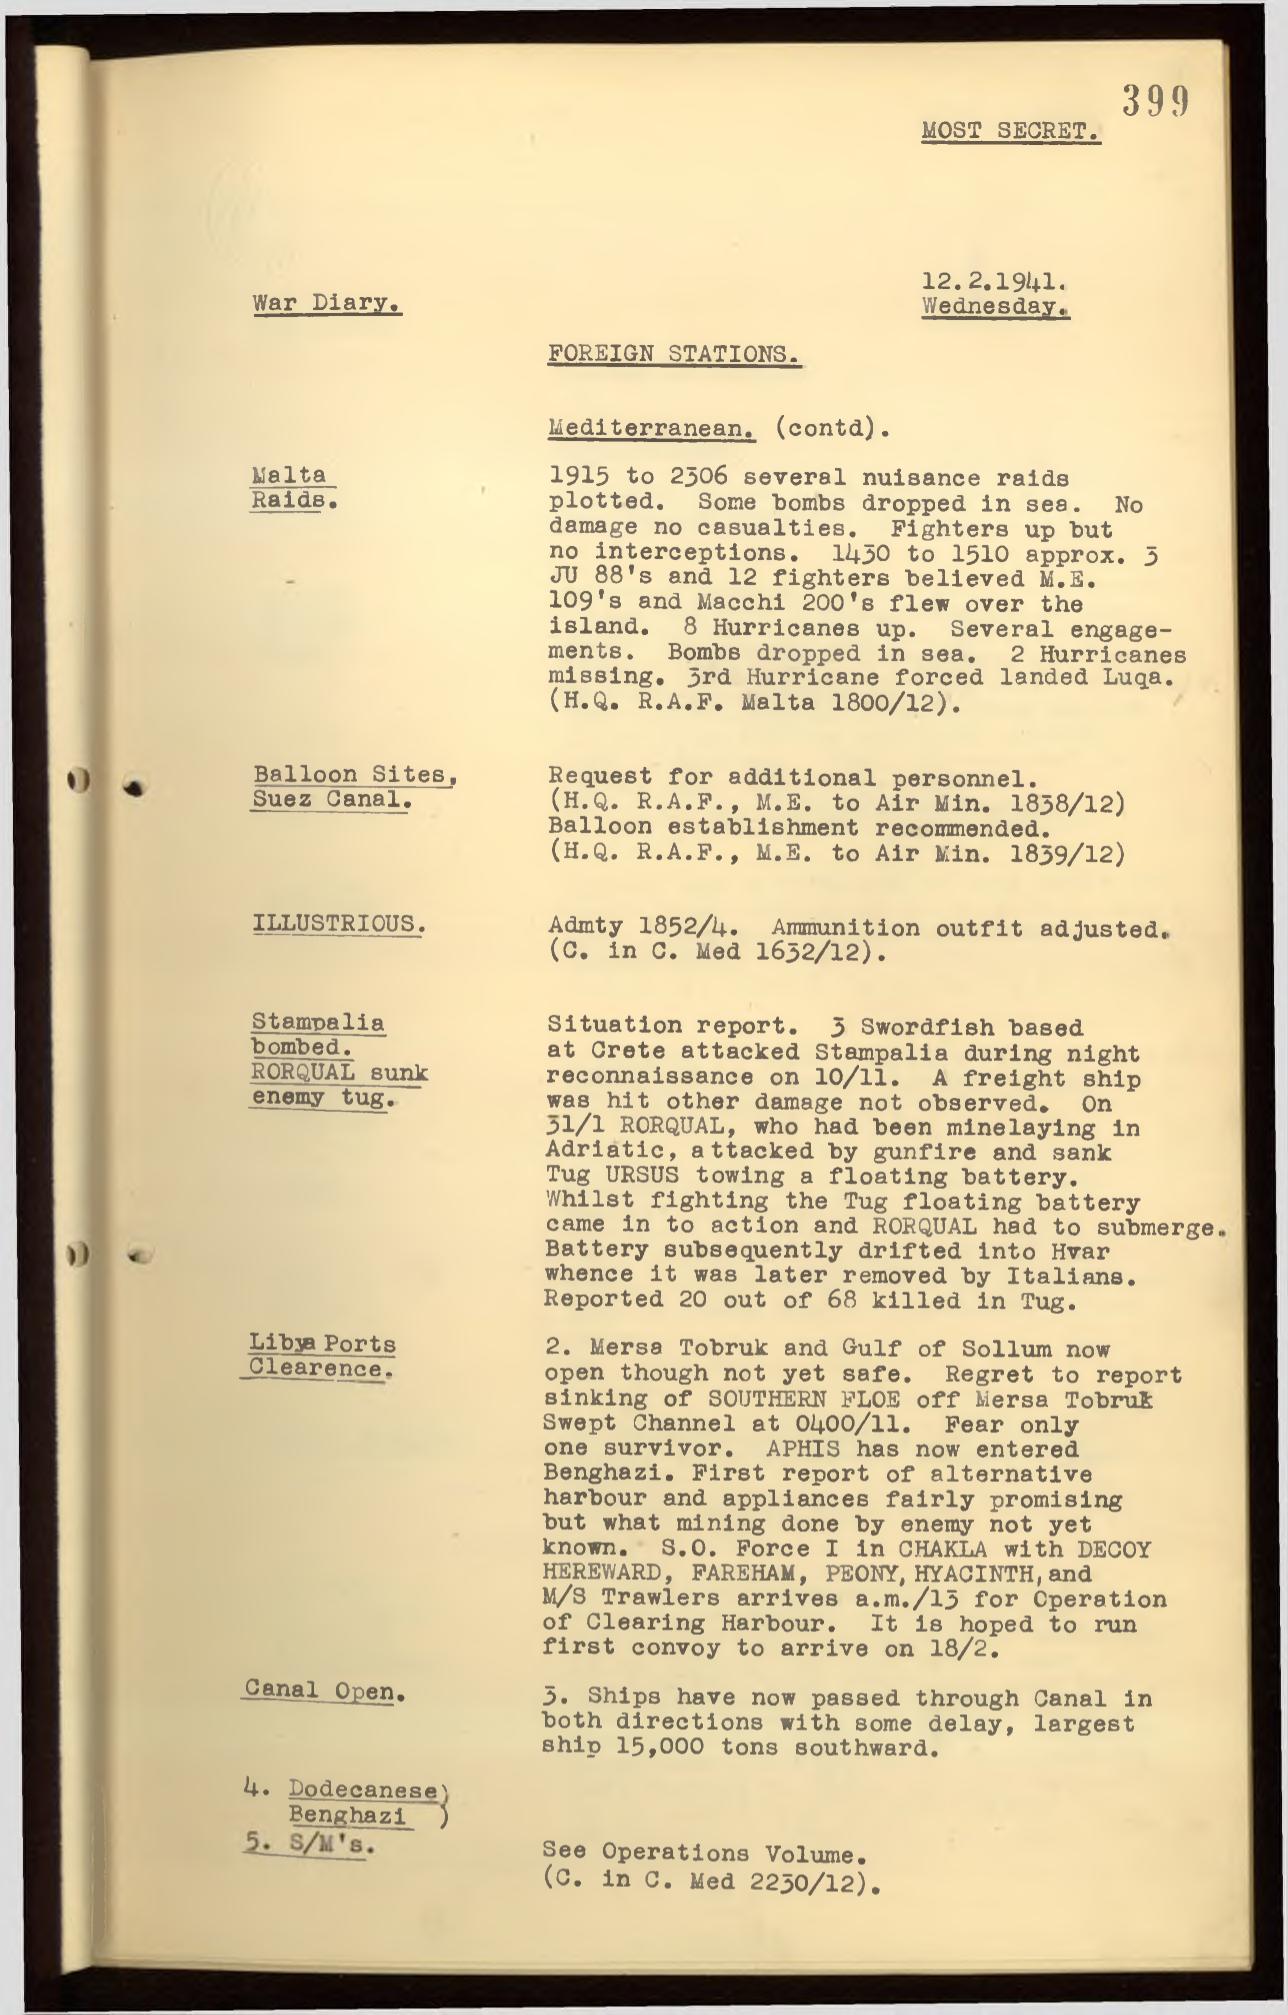 399
MOST SECRET.
12.2.1941.
War Diary.
Wednesday.
FOREIGN STATIONS.
Mediterranean. (contd).
Malta
Raids.
1915 to 2306 several nuisance raids
plotted. Some bombs dropped in sea. No
damage no casualties. Fighters up but
no interceptions. 1430 to 1510 approx. 3
JU 88's and 12 fighters believed M.E.
109's and Macchi 200's flew over the
island. 8 Hurricanes up. Several engage-
ments. Bombs dropped in sea. 2 Hurricanes
missing. 3rd Hurricane forced landed Luqa.
(H.Q. R.A.F. Malta 1800/12).
Balloon Sites,
Suez Canal.
Request for additional personnel.
(H.Q. R.A.F., M.E. to Air Min. 1838/12)
Balloon establishment recommended.
(H.Q. R.A.F., M.E. to Air Min. 1839/12)
ILLUSTRIOUS.
Admty 1852/4. Ammunition outfit adjusted.
(C. in C. Med 1632/12).
Stampalia
bombed.
RORQUAL sunk
enemy tug.
Situation report. 3 Swordfish based
at Crete attacked Stampalia during night
reconnaissance on 10/11. A freight ship
was hit other damage not observed. On
31/1 RORQUAL, who had been minelaying in
Adriatic, attacked by gunfire and sank
Tug URSUS towing a floating battery.
Whilst fighting the Tug floating battery
came in to action and RORQUAL had to submerge.
Battery subsequently drifted into Hvar
whence it was later removed by Italians.
Reported 20 out of 68 killed in Tug.
Libya Ports
Clearence.
2. Mersa Tobruk and Gulf of Sollum now
open though not yet safe. Regret to report
sinking of SOUTHERN FLOE off Mersa Tobruk
Swept Channel at 0400/11. Fear only
one survivor. APHIS has now entered
Benghazi. First report of alternative
harbour and appliances fairly promising
but what mining done by enemy not yet
known. S.O. Force I in CHAKLA with DECOY
HEREWARD, FAREHAM, PEONY, HYACINTH, and
M/S Trawlers arrives a.m./13 for Operation
of Clearing Harbour. It is hoped to run
first convoy to arrive on 18/2.
Canal Open.
3. Ships have now passed through Canal in
both directions with some delay, largest
ship 15,000 tons southward.
4. Dodecanese)
Benghazi )
5. S/M's.
See Operations Volume.
(C. in C. Med 2230/12).